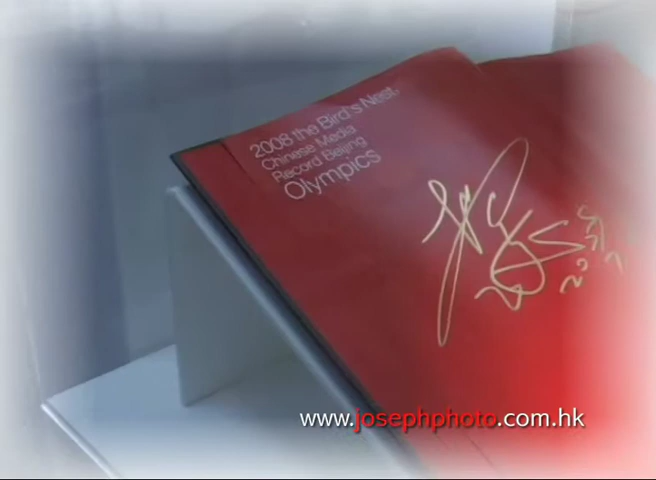 2008 the Bird's Nest.
Chinese Media
Record Beijing
Olympics
www.josephphoto.com.hk